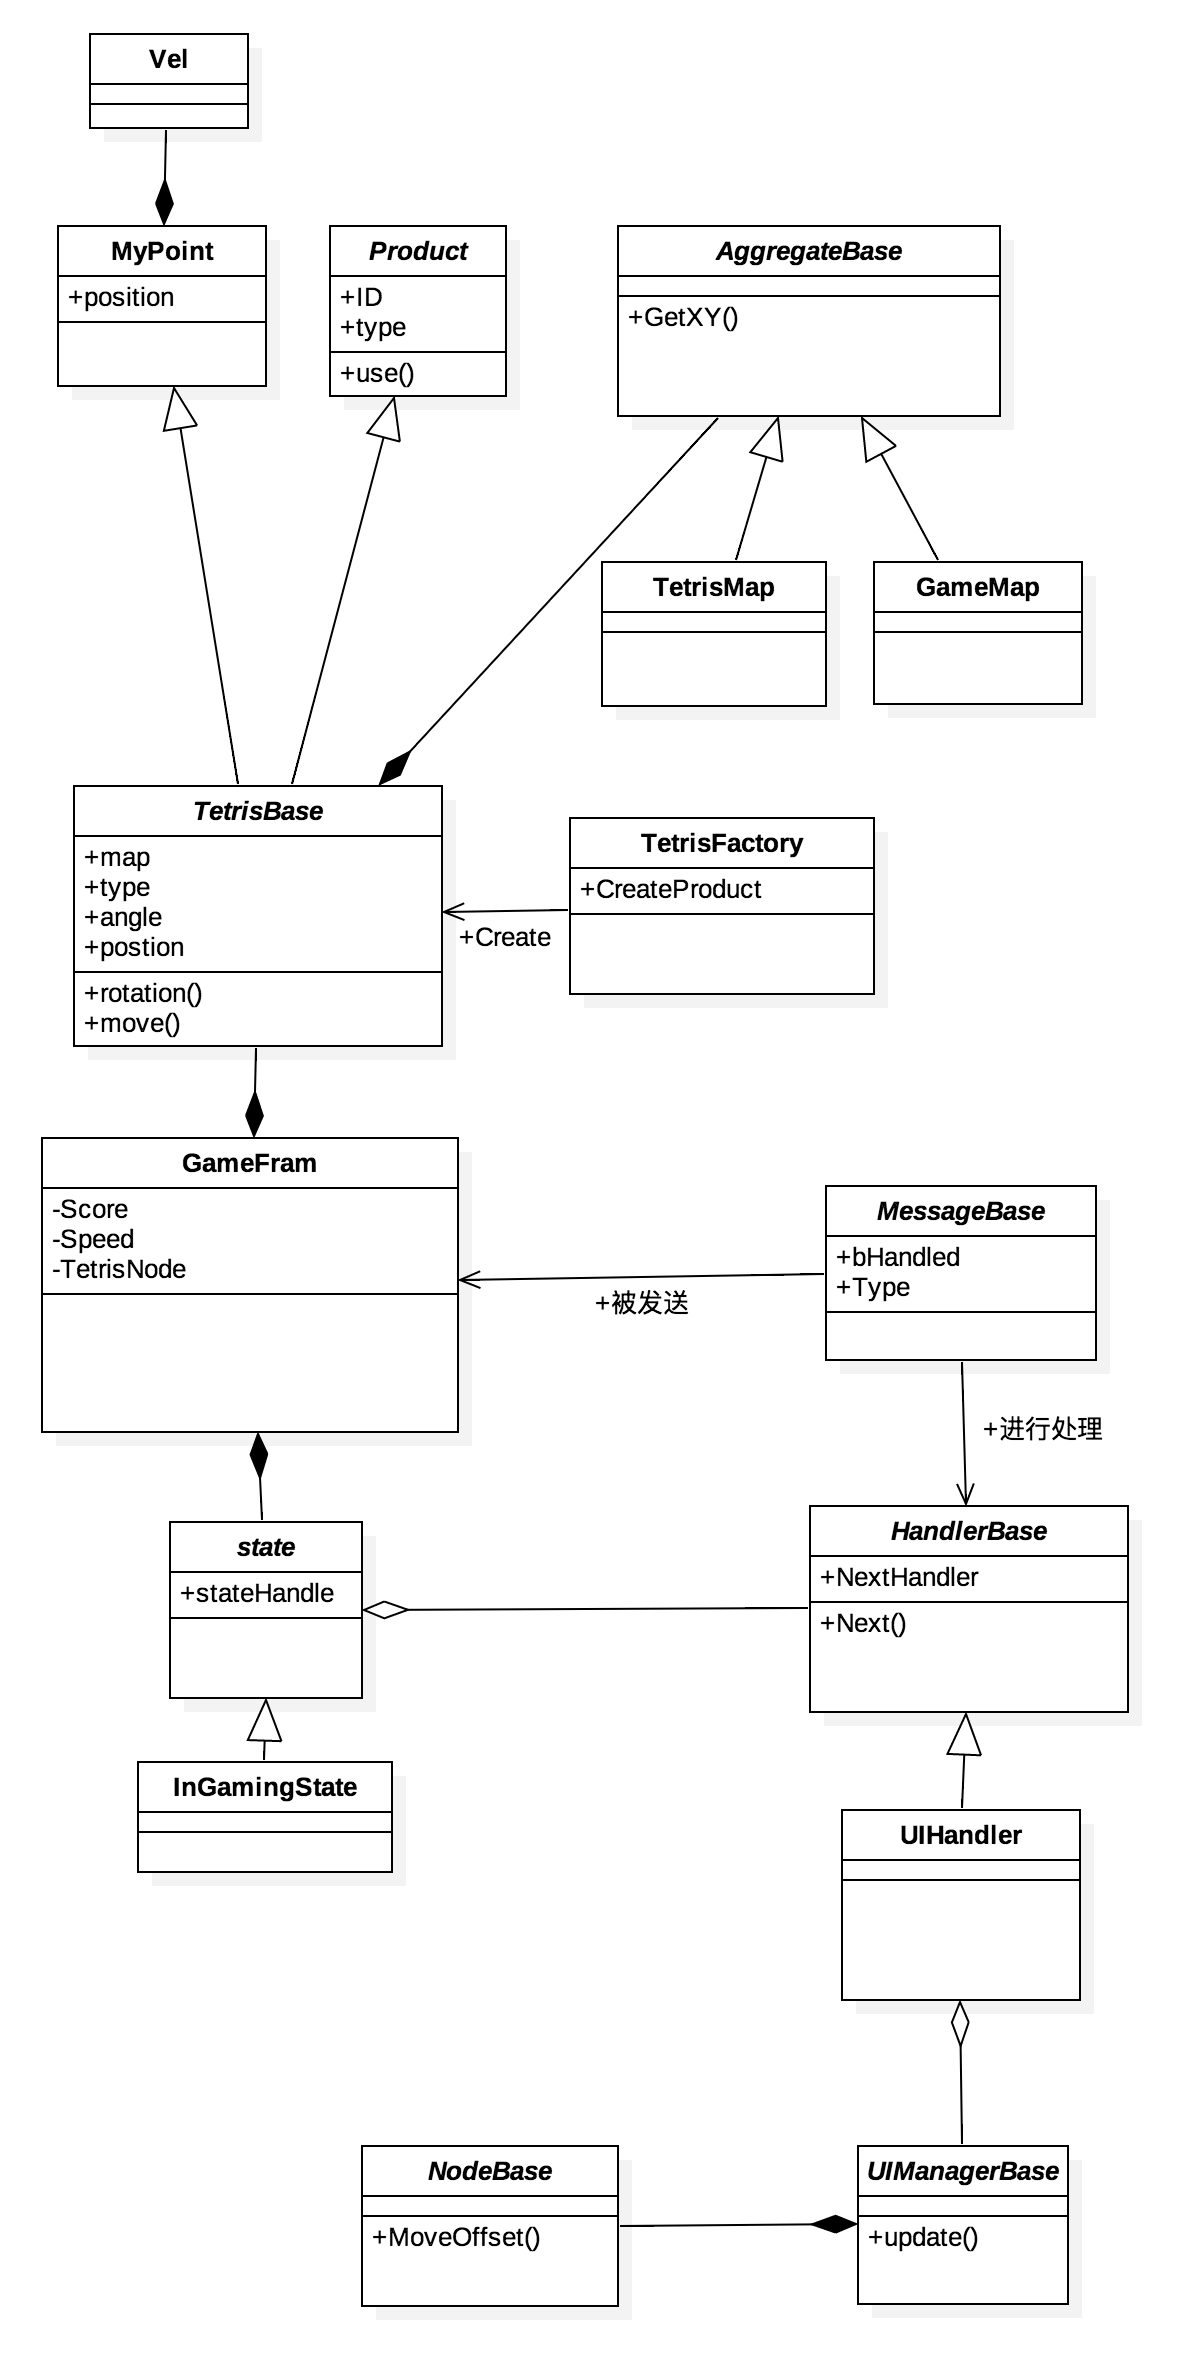 Vel
MyPoint
+position
Product
+ID
+type
+use()
AggregateBase
+GetXY()
TetrisMap
GameMap
TetrisBase
+map
+type
+angle
+postion
+rotation()
+move()
TetrisFactory
+CreateProduct
+Create
GameFram
-Score
-Speed
-TetrisNode
MessageBase
+bHandled
+Type
+被发送
+进行处理
state
+stateHandle
HandlerBase
+NextHandler
+Next()
InGamingState
UIHandler
NodeBase
+MoveOffset()
UIManagerBase
+update()